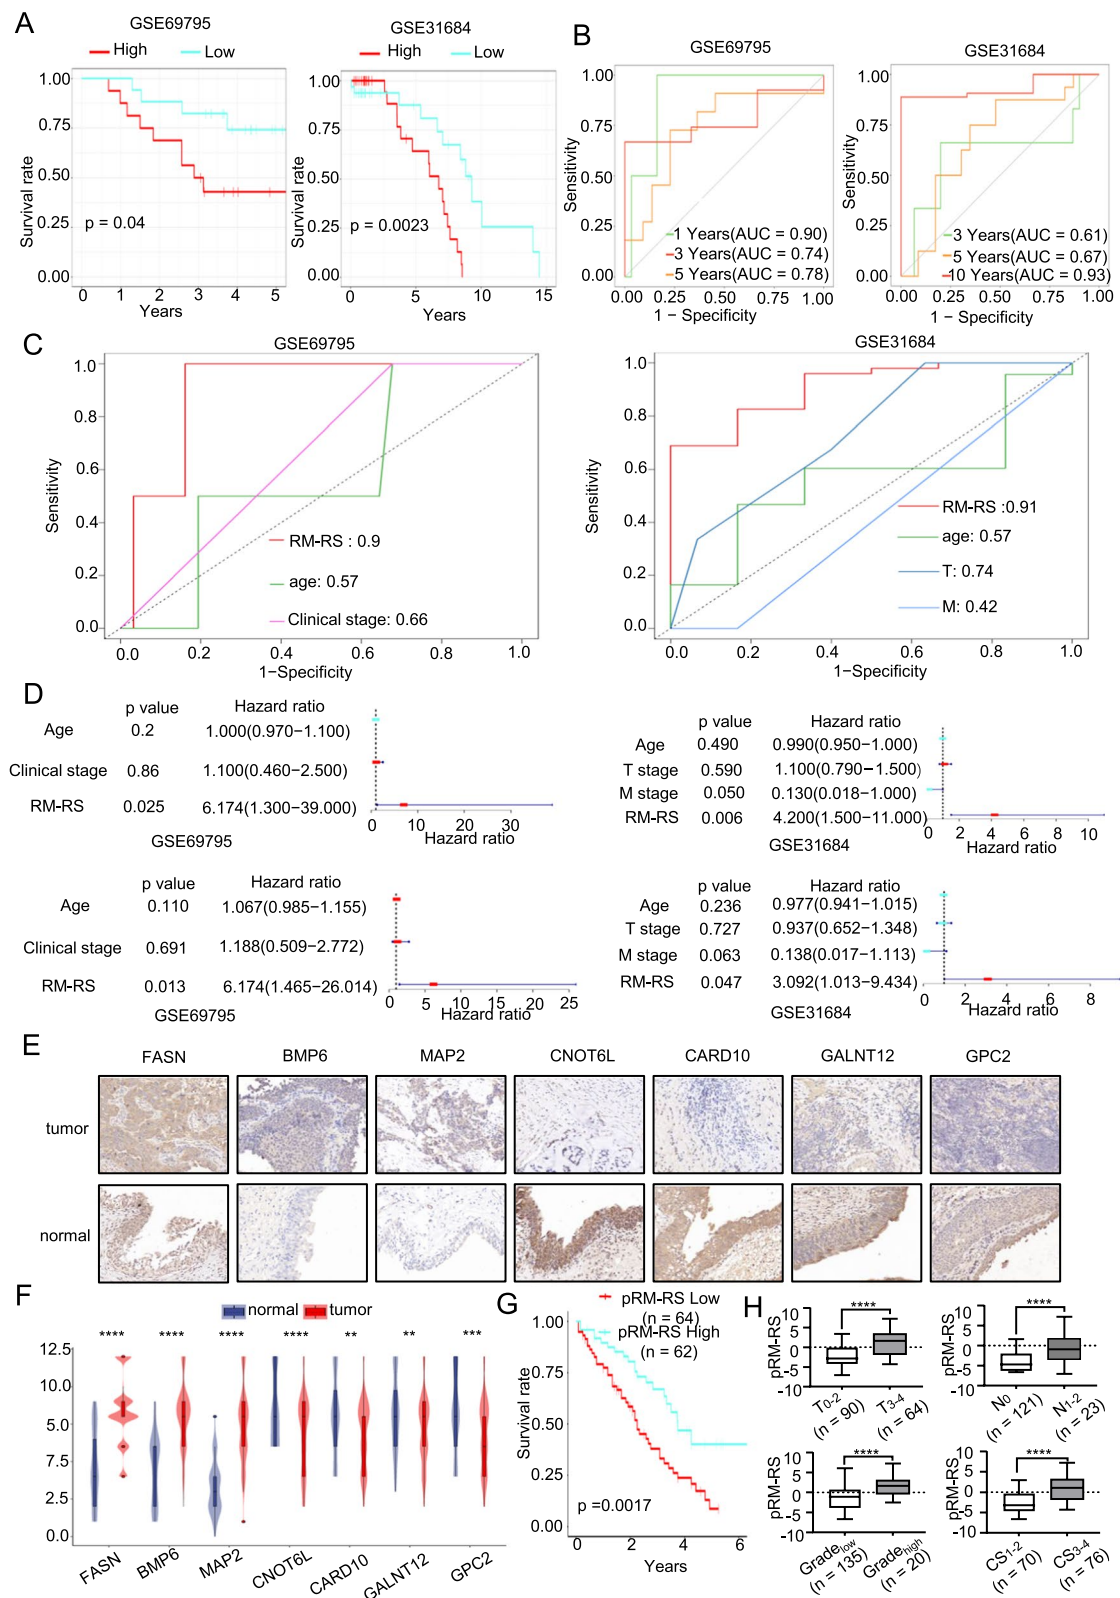 A
GSE69795
High Low
Survival rate
1.00
0.75
0.50
0.25
0.00
p = 0.04
0 1 2 3 4 5
Years
GSE31684
High Low
Survival rate
1.00
0.75
0.50
0.25
0.00
p = 0.0023
0 5 10 15
Years
B
GSE69795
Sensitivity
1.00
0.75
0.50
0.25
0.00
1 Years(AUC = 0.90)
3 Years(AUC = 0.74)
5 Years(AUC = 0.78)
0.00 0.25 0.75 1.00
1 − Specificity
GSE31684
Sensitivity
1.00
0.75
0.50
0.25
0.00
3 Years(AUC = 0.61)
5 Years(AUC = 0.67)
10 Years(AUC = 0.93)
0.00 0.25 0.50 0.75 1.00
1 − Specificity
C
GSE69795
Sensitivity
1.0
0.8
0.6
0.4
0.2
0.0
RM-RS : 0.9
age: 0.57
Clinical stage: 0.66
0.0 0.2 0.4 0.6 0.8 1.0
1−Specificity
GSE31684
Sensitivity
1.0
0.8
0.6
0.4
0.2
0.0
RM-RS :0.91
age: 0.57
T: 0.74
M: 0.42
0.0 0.2 0.4 0.6 0.8 1.0
1−Specificity
D
p value Hazard ratio
Age 0.2 1.000(0.970−1.100)
Clinical stage 0.86 1.100(0.460−2.500)
RM-RS 0.025 6.174(1.300−39.000)
0 10 20 30
GSE69795 Hazard ratio
p value Hazard ratio
Age 0.490 0.990(0.950−1.000)
T stage 0.590 1.100(0.790−1.500)
M stage 0.050 0.130(0.018−1.000)
RM-RS 0.006 4.200(1.500−11.000)
0 2 4 6 8 10
GSE31684 Hazard ratio
p value Hazard ratio
Age 0.110 1.067(0.985−1.155)
Clinical stage 0.691 1.188(0.509−2.772)
RM-RS 0.013 6.174(1.465−26.014)
0 5 10 15 20 25
GSE69795 Hazard ratio
p value Hazard ratio
Age 0.236 0.977(0.941−1.015)
T stage 0.727 0.937(0.652−1.348)
M stage 0.063 0.138(0.017−1.113)
RM-RS 0.047 3.092(1.013−9.434)
0 2 4 6 8
GSE31684 Hazard ratio
E
FASN BMP6 MAP2 CNOT6L CARD10 GALNT12 GPC2
tumor
normal
F
normal tumor
**** **** **** **** ** ** ***
12.5
5.0
7.5
2.5
0.0
FASN BMP6 MAP2 CNOT6L CARD10 GALNT12 GPC2
G
pRM-RS Low
(n = 64)
pRM-RS High
(n = 62)
Survival rate
1.00
0.75
0.50
0.25
0.00
p =0.0017
0 2 4 6
Years
H
pRM-RS
10
5
0
−5
−10
****
T0-2 T3-4
(n = 90) (n = 64)
pRM-RS
10
5
0
−5
−10
****
N0 N1-2
(n = 121) (n = 23)
pRM-RS
10
5
0
−5
−10
****
Gradelow Gradehigh
(n = 135) (n = 20)
pRM-RS
10
5
0
−5
−10
****
CS1-2 CS3-4
(n = 70) (n = 76)